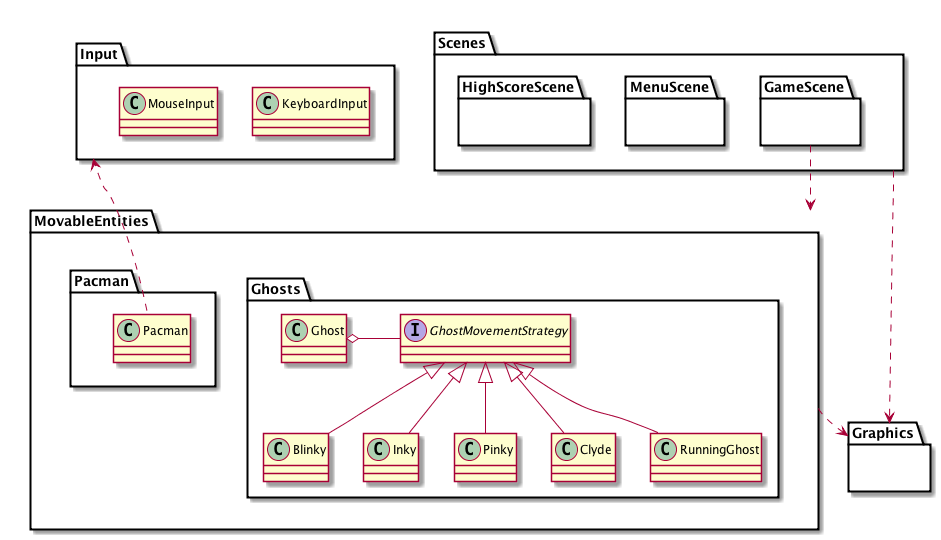 Input
Scenes
C MouseInput
C KeyboardInput
HighScoreScene
MenuScene
GameScene
MovableEntities
Pacman
Ghosts
C Pacman
C Ghost
I GhostMovementStrategy
C Blinky
C Inky
C Pinky
C Clyde
C RunningGhost
Graphics